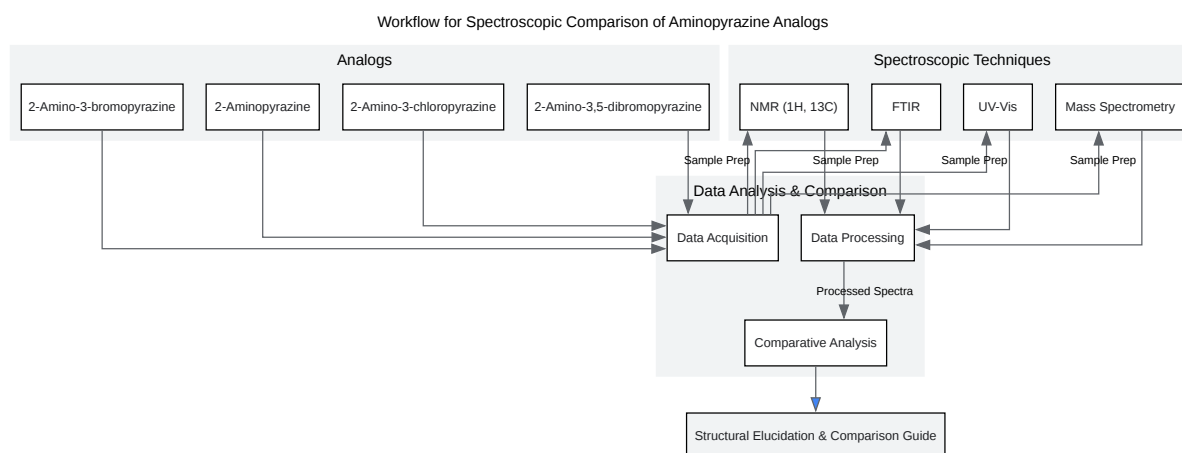 Workflow for Spectroscopic Comparison of Aminopyrazine Analogs
Analogs
Spectroscopic Techniques
2-Amino-3-bromopyrazine
2-Aminopyrazine
2-Amino-3-chloropyrazine
2-Amino-3,5-dibromopyrazine
NMR (1H, 13C)
FTIR
UV-Vis
Mass Spectrometry
Sample Prep
Sample Prep
Sample Prep
Sample Prep
Data Analysis & Comparison
Data Acquisition
Data Processing
Processed Spectra
Comparative Analysis
Structural Elucidation & Comparison Guide